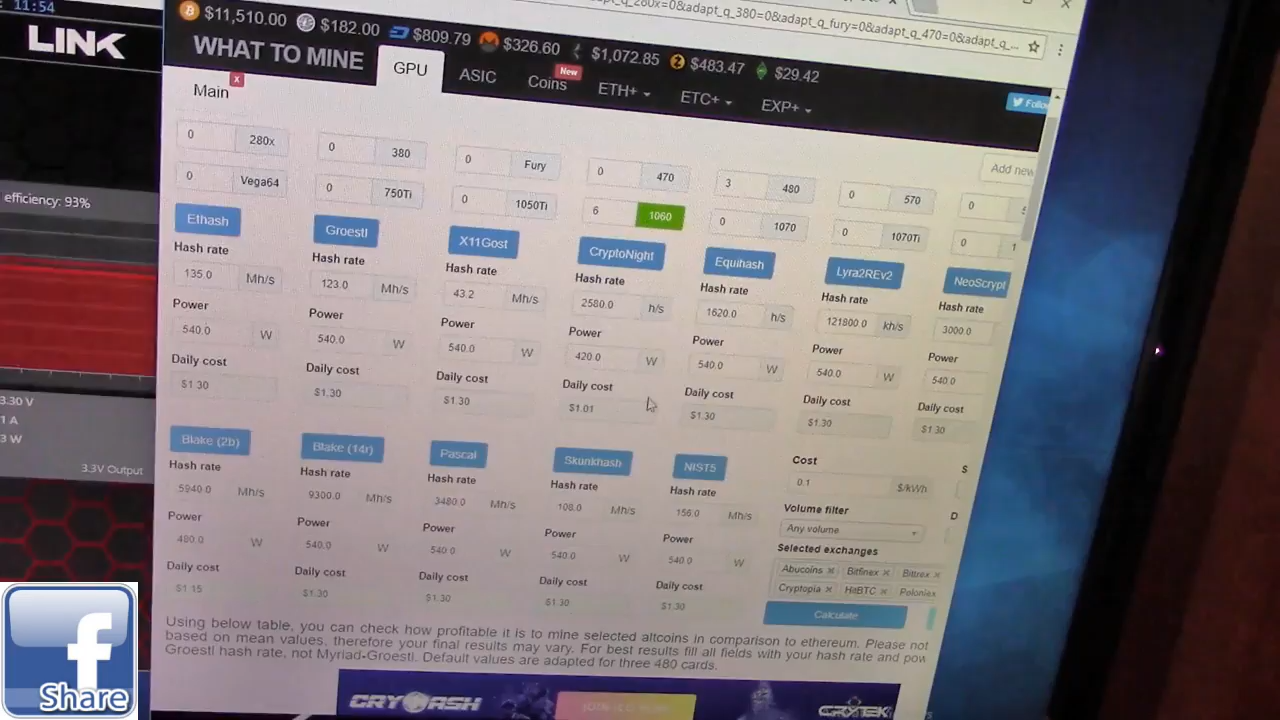 11:54
_q_280x=0&adapt_q_380=0&adapt_q_fury=0&adapt_q_470=0&adapt_q_...
LINK
$11,510.00 $182.00 $809.79 $326.60 $1,072.85 $483.47 $29.42
WHAT TO MINE GPU ASIC Coins New ETH+ ETC+ EXP+
Main x
Follo
Add new
0 280x 0 380 0 Fury 0 470 3 480 0 570 0
0 Vega64 0 750Ti 0 1050Ti 6 1060 0 1070 0 1070Ti 0
efficiency: 93%
Ethash Groestl X11Gost CryptoNight Equihash Lyra2REv2 NeoScrypt
Hash rate Hash rate Hash rate Hash rate Hash rate Hash rate Hash rate
135.0 Mh/s 123.0 Mh/s 43.2 Mh/s 2580.0 h/s 1620.0 h/s 121800.0 kh/s 3000.0
Power Power Power Power Power Power Power
540.0 W 540.0 W 540.0 W 420.0 W 540.0 W 540.0 W 540.0
Daily cost Daily cost Daily cost Daily cost Daily cost Daily cost Daily cost
$1.30 $1.30 $1.30 $1.01 $1.30 $1.30 $1.30
3.30 V
1 A
3 W
3.3V Output
Blake (2b) Blake (14r) Pascal Skunkhash NIST5
Hash rate Hash rate Hash rate Hash rate Hash rate
5940.0 Mh/s 9300.0 Mh/s 3480.0 Mh/s 108.0 Mh/s 156.0 Mh/s
Power Power Power Power Power
480.0 W 540.0 W 540.0 W 540.0 W 540.0 W
Daily cost Daily cost Daily cost Daily cost Daily cost
$1.15 $1.30 $1.30 $1.30 $1.30
Cost
0.1 $/kWh
Volume filter
Any volume
Selected exchanges
Abucoins × Bitfinex × Bittrex ×
Cryptopia × HitBTC × Poloniex
Calculate
Using below table, you can check how profitable it is to mine selected altcoins in comparison to ethereum. Please not
based on mean values, therefore your final results may vary. For best results fill all fields with your hash rate and pow
Groestl hash rate, not Myriad-Groestl. Default values are adapted for three 480 cards.
CRYCASH
CRYTEK
f
Share